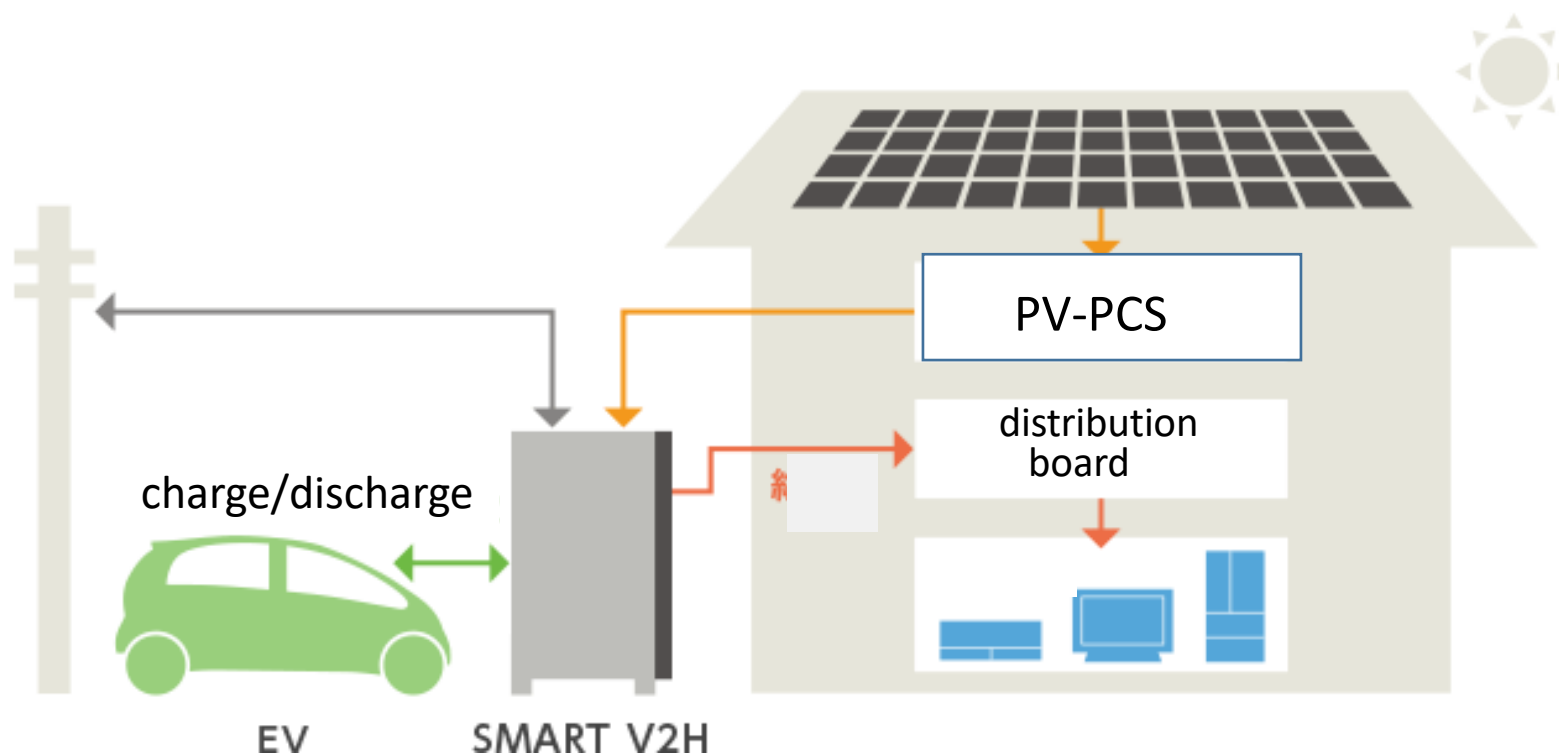 PV-PCS
distribution
board
charge/discharge
EV
SMART V2H